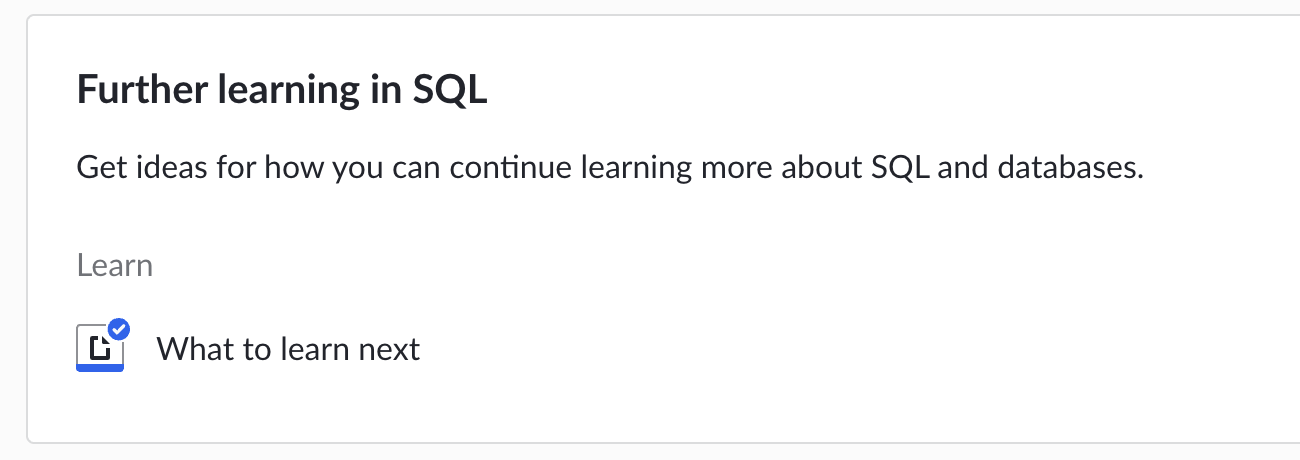 Further learning in SQL
Get ideas for how you can continue learning more about SQL and databases.
Learn
What to learn next